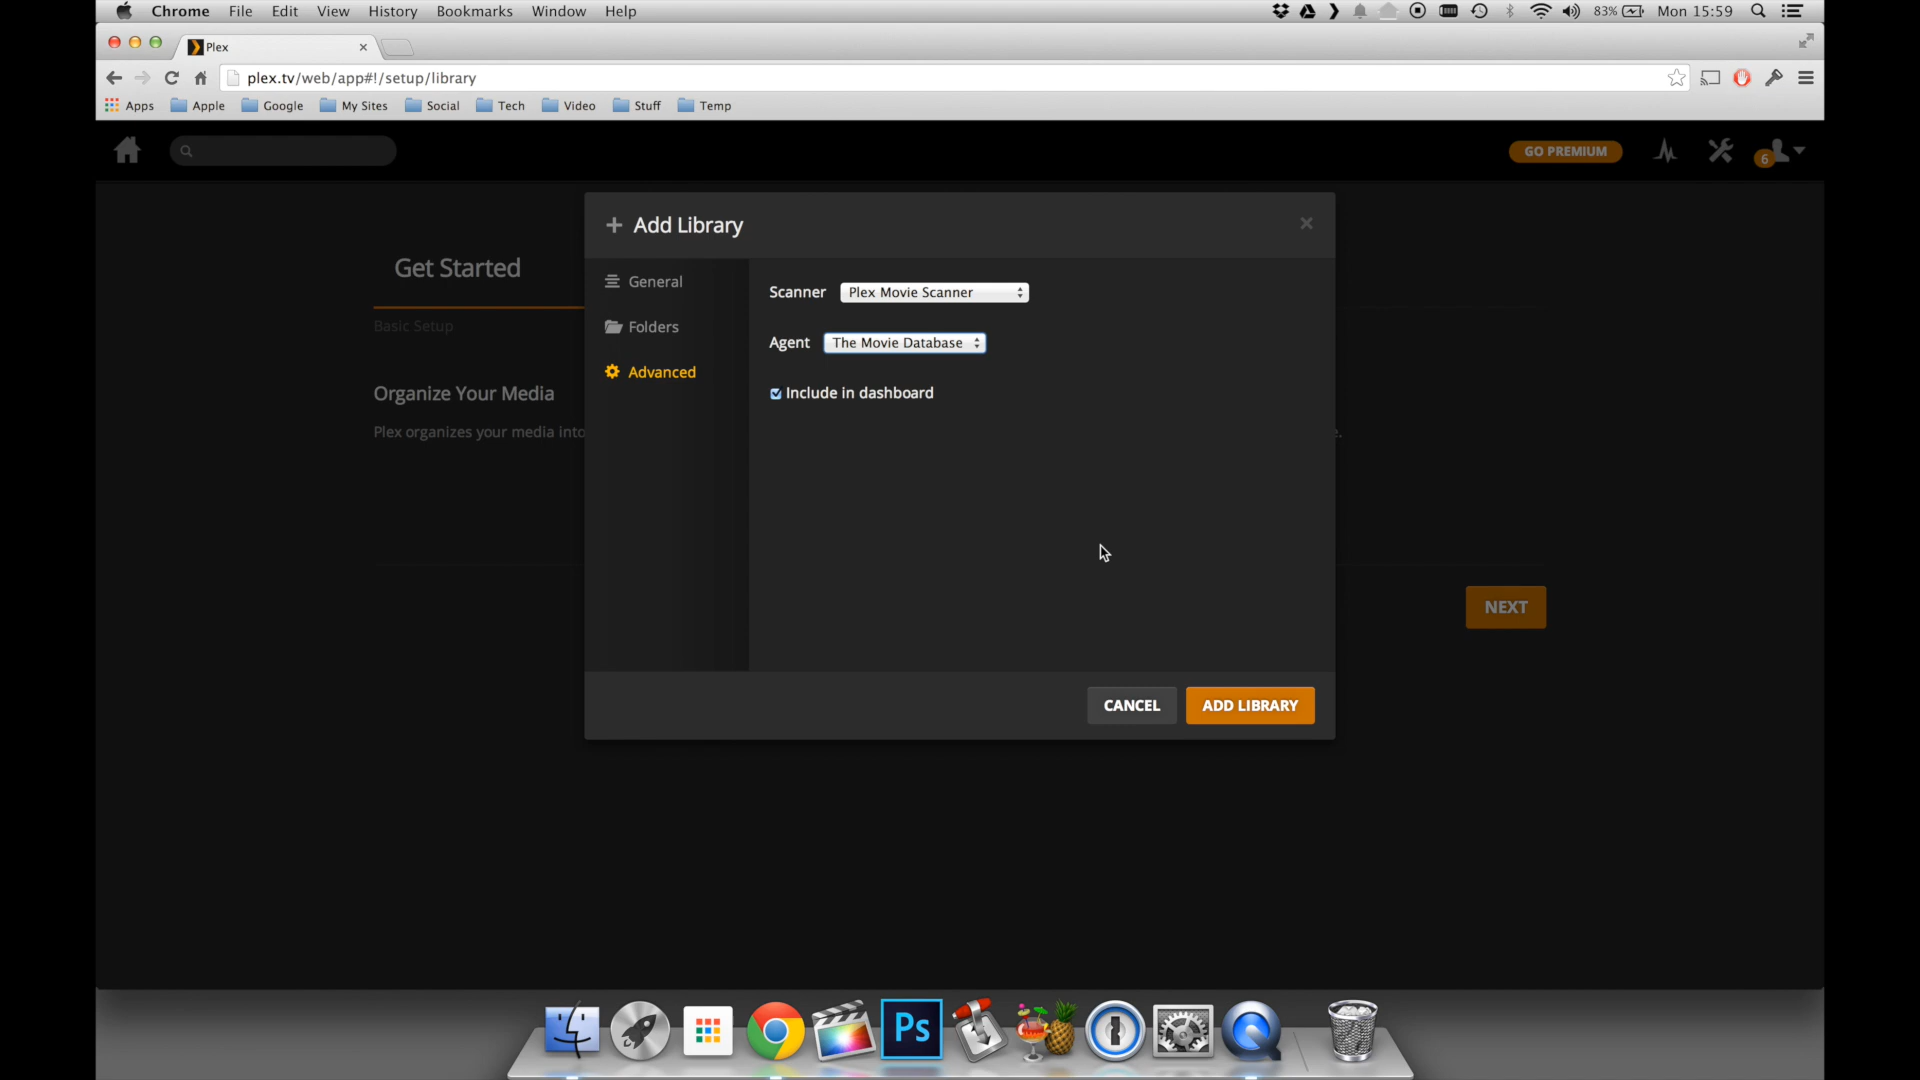 Chrome File Edit View History Bookmarks Window Help 83% Mon 15:59
Plex
plex.tv/web/app#!/setup/library
Apps Apple Google My Sites Social Tech Video Stuff Temp
GO PREMIUM 6
Add Library
Get Started
General
Scanner Plex Movie Scanner
Basic Setup
Folders
Agent The Movie Database
Advanced
Include in dashboard
Organize Your Media
Plex organizes your media into e.
NEXT
CANCEL ADD LIBRARY
Ps